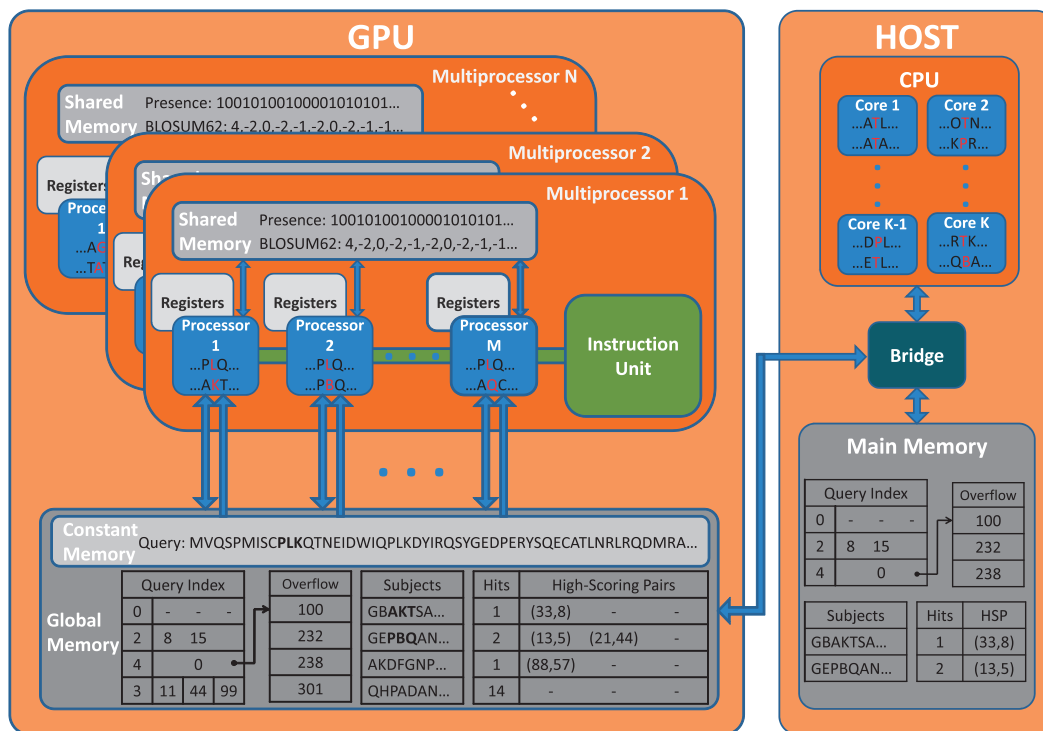 GPU
Multiprocessor N
Shared
Memory
Presence: 10010100100001010101...
BLOSUM62: 4,-2,0,-2,-1,-2,0,-2,-1,-1...
Registers
Processor
1
Multiprocessor 2
Multiprocessor 1
Shared
Memory
Presence: 10010100100001010101...
BLOSUM62: 4,-2,0,-2,-1,-2,0,-2,-1,-1...
Registers
Registers
Registers
Processor
1
...PLQ...
...AKT...
Processor
2
...PLQ...
...PBQ...
Processor
M
...PLQ...
...AQC...
Instruction
Unit
Constant
Memory
Query: MVQSPMISCPLKQTNEIDWIQPLKDYIRQSYGEDPERYSQECATLNRLRQDMRA...
Global
Memory
Query Index
0 - - -
2 8 15
4 0
3 11 44 99
Overflow
100
232
238
301
Subjects
GBAKTSA...
GEPBQAN...
AKDFGNP...
QHPADAN...
Hits High-Scoring Pairs
1 (33,8) - -
2 (13,5) (21,44) -
1 (88,57) - -
14 - - -
HOST
CPU
Core 1
...ATL...
...ATA...
Core 2
...OTN...
...KPR...
Core K-1
...ETL...
Core K
...RTK...
Bridge
Main Memory
Query Index
0 - - -
2 8 15
4 0
Overflow
100
232
238
Subjects
GBAKTSA...
GEPBQAN...
Hits HSP
1 (33,8)
2 (13,5)